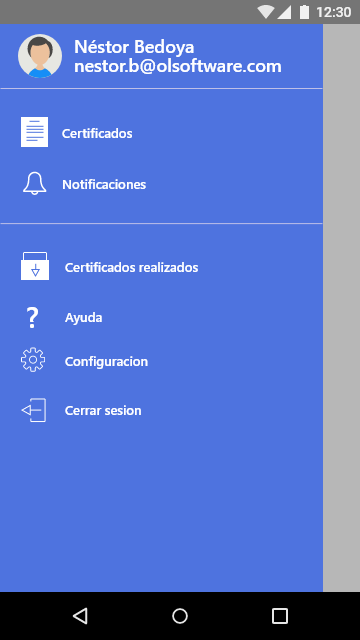 12:30
Néstor Bedoya
nestor.b@olsoftware.com
Certificados
Notificaciones
Certificados realizados
? Ayuda
Configuracion
Cerrar sesion